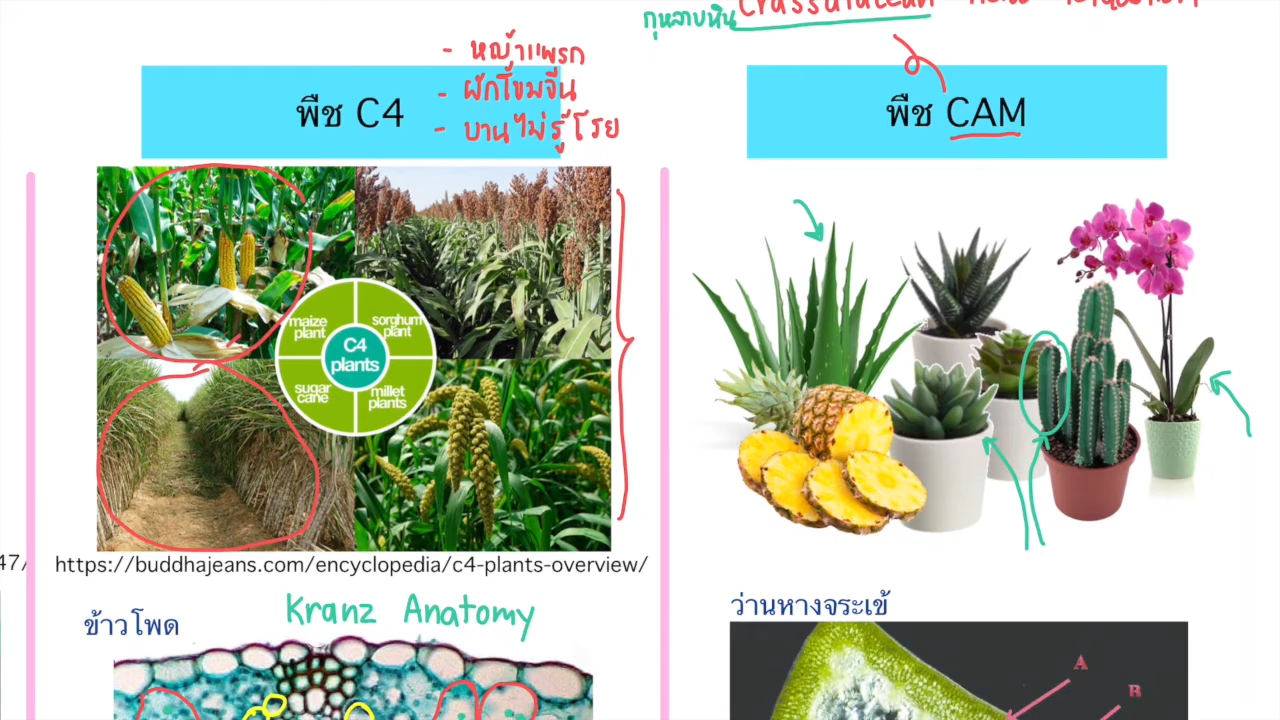 กุหลาบหิน
- หญ้าแพรก
- ผักโขมจีน
- บานไม่รู้โรย
พืช C4
พืช CAM
maize plant
sorghum plant
C4 plants
sugar cane
millet plants
47/
https://buddhajeans.com/encyclopedia/c4-plants-overview/
Kranz Anatomy
ข้าวโพด
ว่านหางจระเข้
A
B